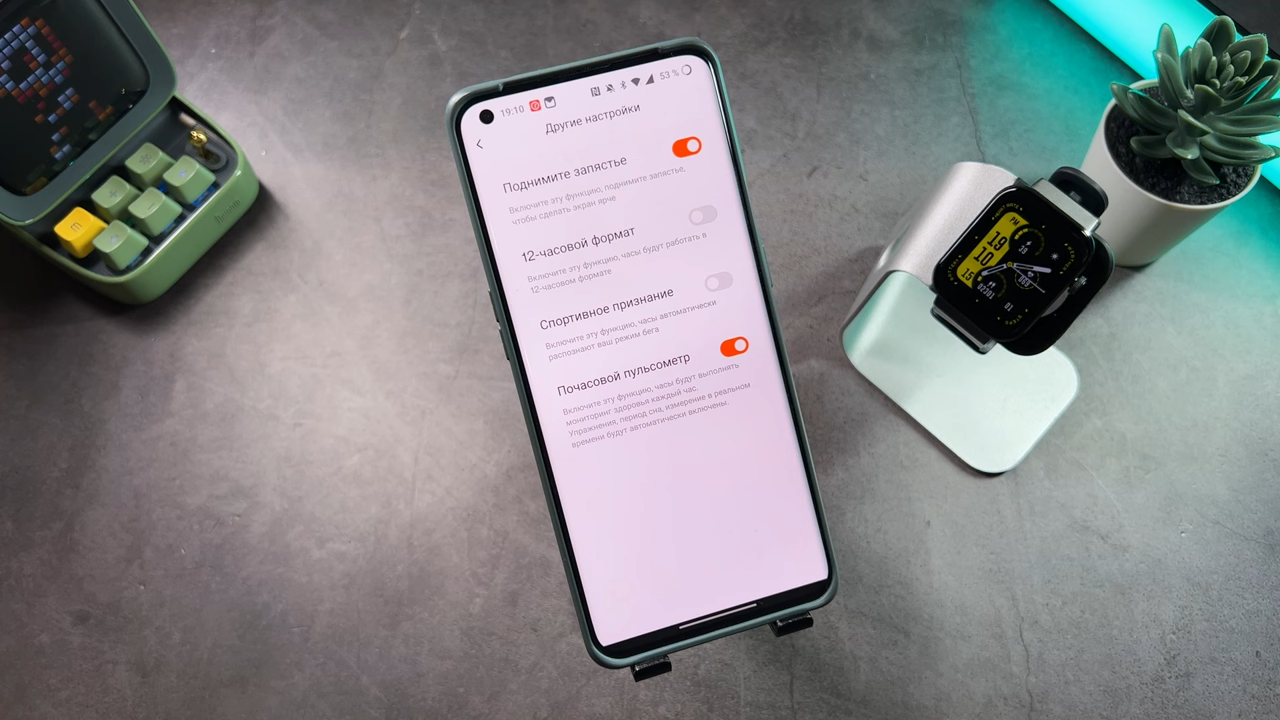 19:10
53 %
Другие настройки
Поднимите запястье
Включите эту функцию, поднимите запястье,
чтобы сделать экран ярче
12-часовой формат
Включите эту функцию, часы будут работать в
12-часовом формате
Спортивное признание
Включите эту функцию, часы автоматически
распознают ваш режим бега
Почасовой пульсометр
Включите эту функцию, часы будут выполнять
мониторинг здоровья каждый час
Упражнения, период сна, измерение в реальном
времени будут автоматически включены.
PM
19
10
15
01